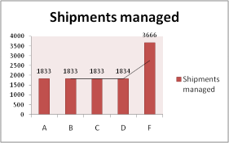 Shipments managed
4000
3500
3000
2500
2000
1500
1000
500
0
1833
1833
1833
1834
3666
A
B
C
D
F
Shipments
managed